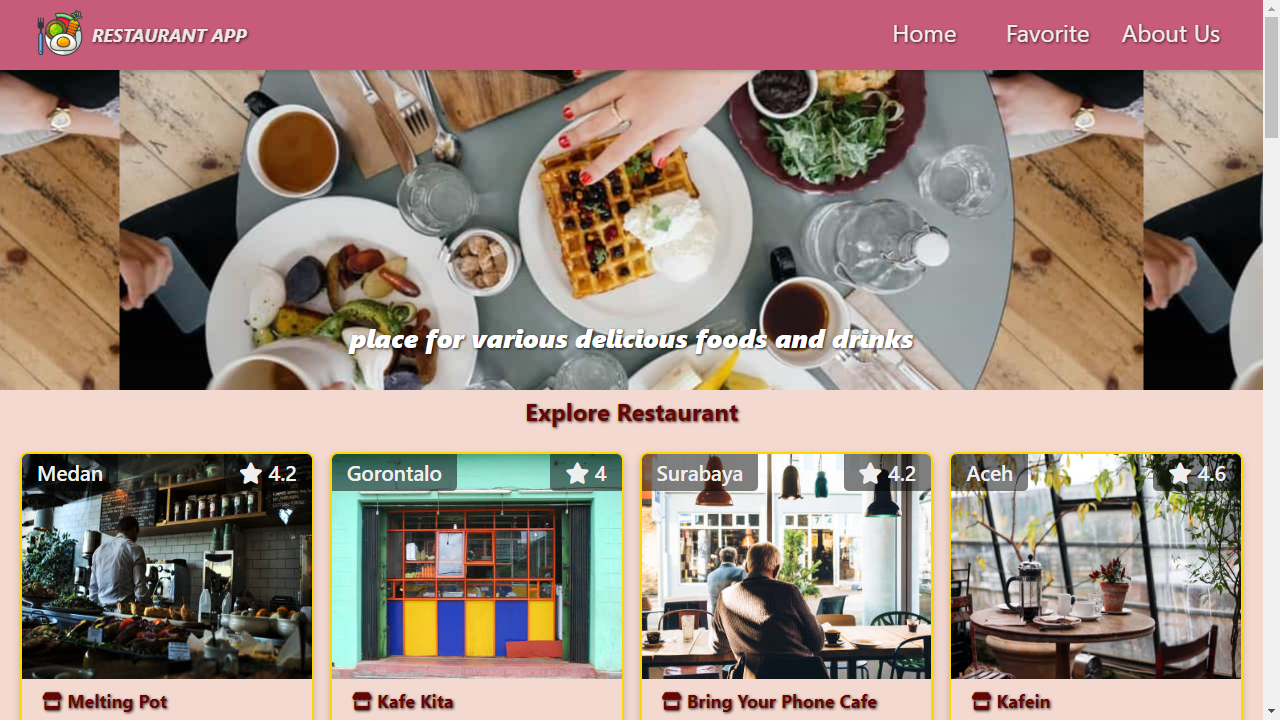 RESTAURANT APP
Home
Favorite
About Us
place for various delicious foods and drinks
Explore Restaurant
Medan
4.2
Gorontalo
4
Surabaya
4.2
Aceh
4.6
Melting Pot
Kafe Kita
Bring Your Phone Cafe
Kafein